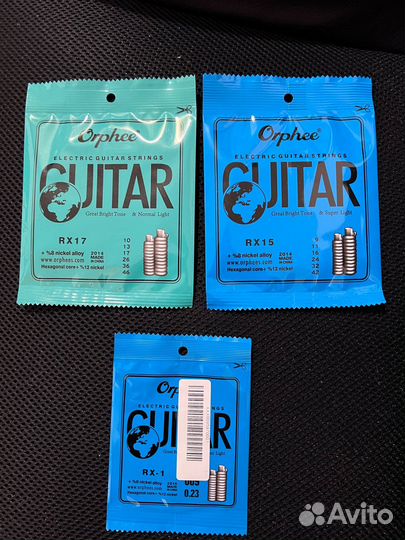 Orphee
ELECTRIC GUITAR STRINGS
GUITAR
Great Bright Tone & Normal Light
RX17
10
13
17
26
36
46
+ %8 nickel alloy
www.orphees.com
Hexagonal core+ %12 nickel
2014
MADE
IN CHINA
Orphee
ELECTRIC GUITAR STRINGS
GUITAR
Great Bright Tone & Super Light
RX15
9
11
16
24
32
42
+ %8 nickel alloy
www.orphees.com
Hexagonal core+ %12 nickel
2014
MADE
IN CHINA
Orphee
ELECTRIC GUITAR STRINGS
GUITAR
RX-1
+ %8 nickel alloy
www.orphees.com
Hexagonal core+ %12 nickel
009
0.23
Avito